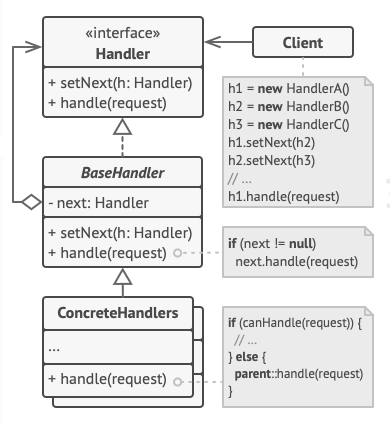 «interface»
Handler
+ setNext(h: Handler)
+ handle(request)
Client
h1 = new HandlerA()
h2 = new HandlerB()
h3 = new HandlerC()
h1.setNext(h2)
h2.setNext(h3)
// ...
h1.handle(request)
BaseHandler
- next: Handler
+ setNext(h: Handler)
+ handle(request)
if (next != null)
next.handle(request)
ConcreteHandlers
...
+ handle(request)
if (canHandle(request)) {
// ...
} else {
parent::handle(request)
}